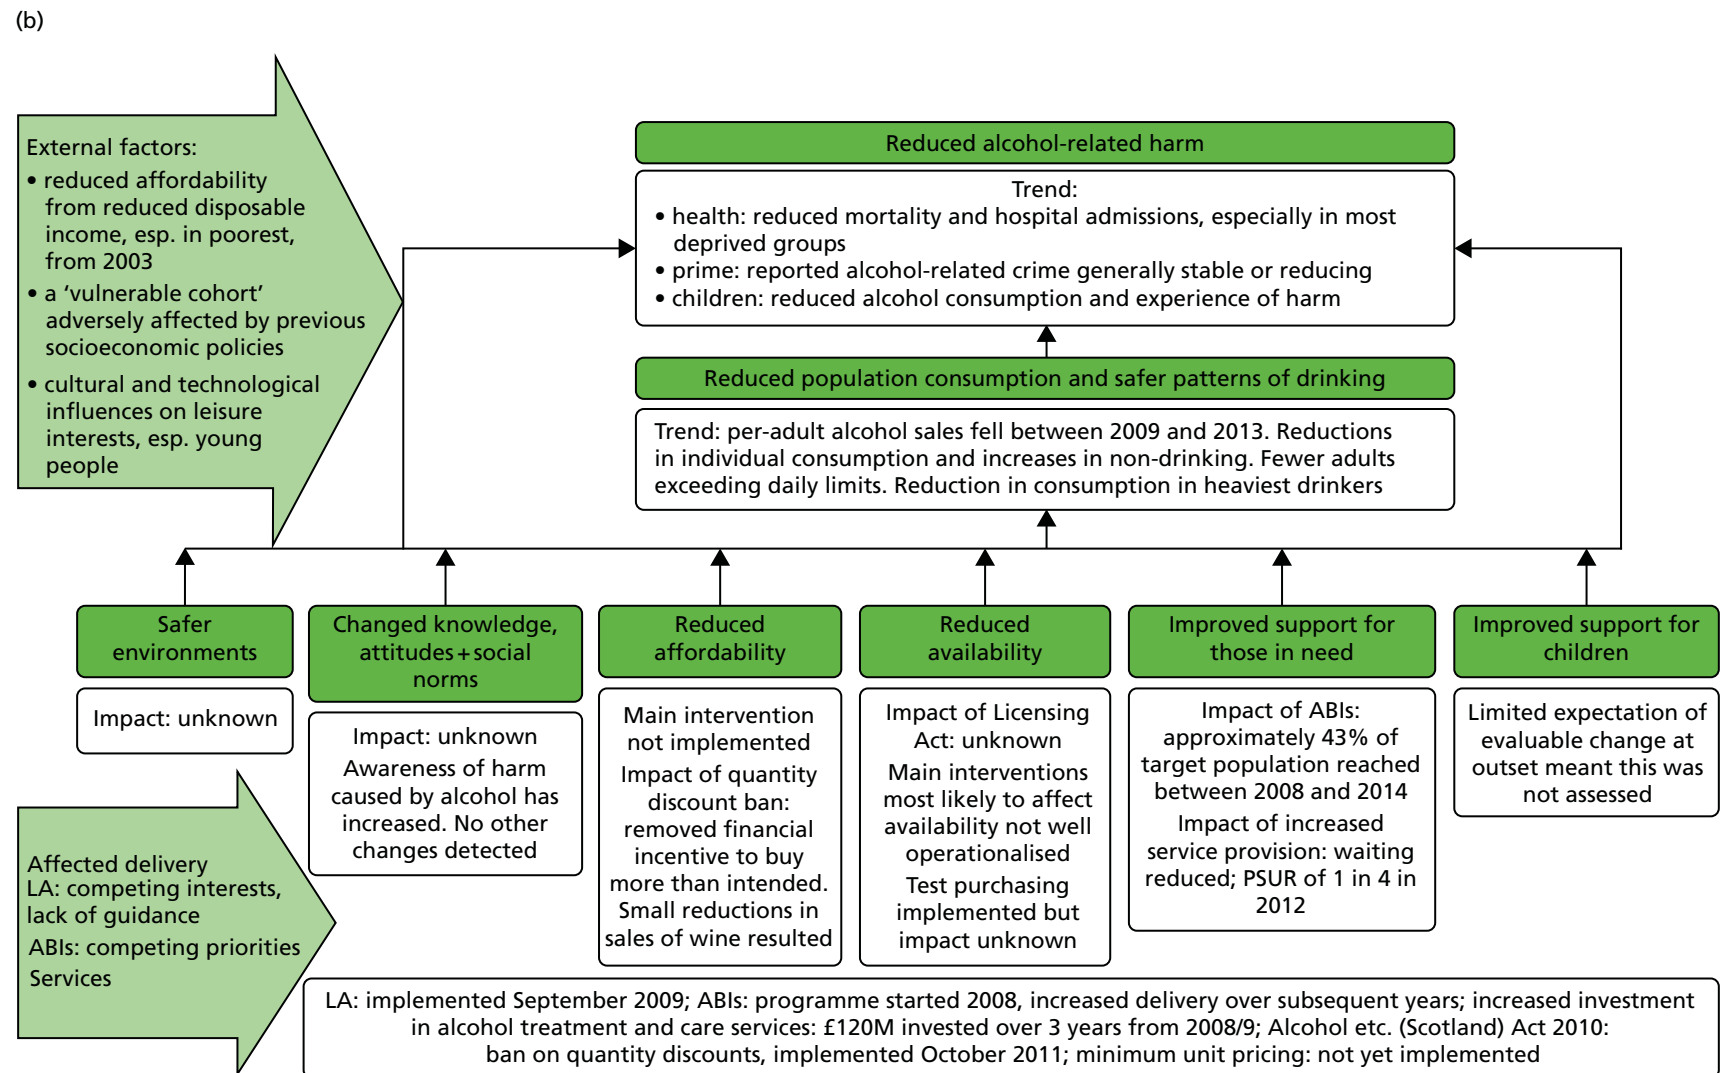 (b)
External factors:
• reduced affordability
from reduced disposable
income, esp. in poorest,
from 2003
• a ‘vulnerable cohort’
adversely affected by previous
socioeconomic policies
• cultural and technological
influences on leisure
interests, esp. young
people
Reduced alcohol-related harm
Trend:
• health: reduced mortality and hospital admissions, especially in most
deprived groups
• prime: reported alcohol-related crime generally stable or reducing
• children: reduced alcohol consumption and experience of harm
Reduced population consumption and safer patterns of drinking
Trend: per-adult alcohol sales fell between 2009 and 2013. Reductions
in individual consumption and increases in non-drinking. Fewer adults
exceeding daily limits. Reduction in consumption in heaviest drinkers
Safer
environments
Impact: unknown
Changed knowledge,
attitudes + social
norms
Impact: unknown
Awareness of harm
caused by alcohol has
increased. No other
changes detected
Reduced
affordability
Main intervention
not implemented
Impact of quantity
discount ban:
removed financial
incentive to buy
more than intended.
Small reductions in
sales of wine resulted
Reduced
availability
Impact of Licensing
Act: unknown
Main interventions
most likely to affect
availability not well
operationalised
Test purchasing
implemented but
impact unknown
Improved support for
those in need
Impact of ABIs:
approximately 43% of
target population reached
between 2008 and 2014
Impact of increased
service provision: waiting
reduced; PSUR of 1 in 4 in
2012
Improved support for
children
Limited expectation of
evaluable change at
outset meant this was
not assessed
Affected delivery
LA: competing interests,
lack of guidance
ABIs: competing priorities
Services
LA: implemented September 2009; ABIs: programme started 2008, increased delivery over subsequent years; increased investment
in alcohol treatment and care services: £120M invested over 3 years from 2008/9; Alcohol etc. (Scotland) Act 2010:
ban on quantity discounts, implemented October 2011; minimum unit pricing: not yet implemented